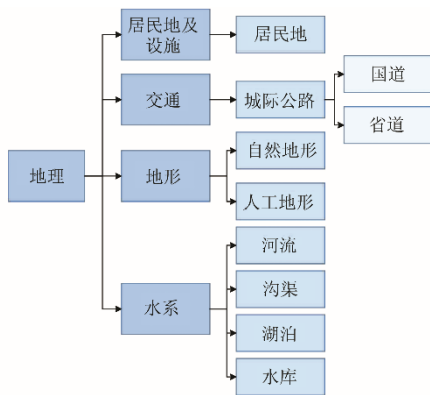 居民地及
设施
居民地
国道
交通
城际公路
省道
自然地形
地理
地形
人工地形
河流
沟渠
水系
湖泊
水库